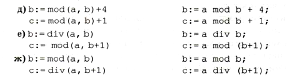 д) b:=mod(a,b)+4 b:=a mod b + 4;
c:=mod(a,b)+1 c:=a mod b + 1;
е) b:=div(a,b) b:=a div b;
c:= mod(a,b+1) c:=a mod (b+1);
ж) b:=mod(a,b) b:=a mod b;
c:=div(a,b+1) c:=a div (b+1);